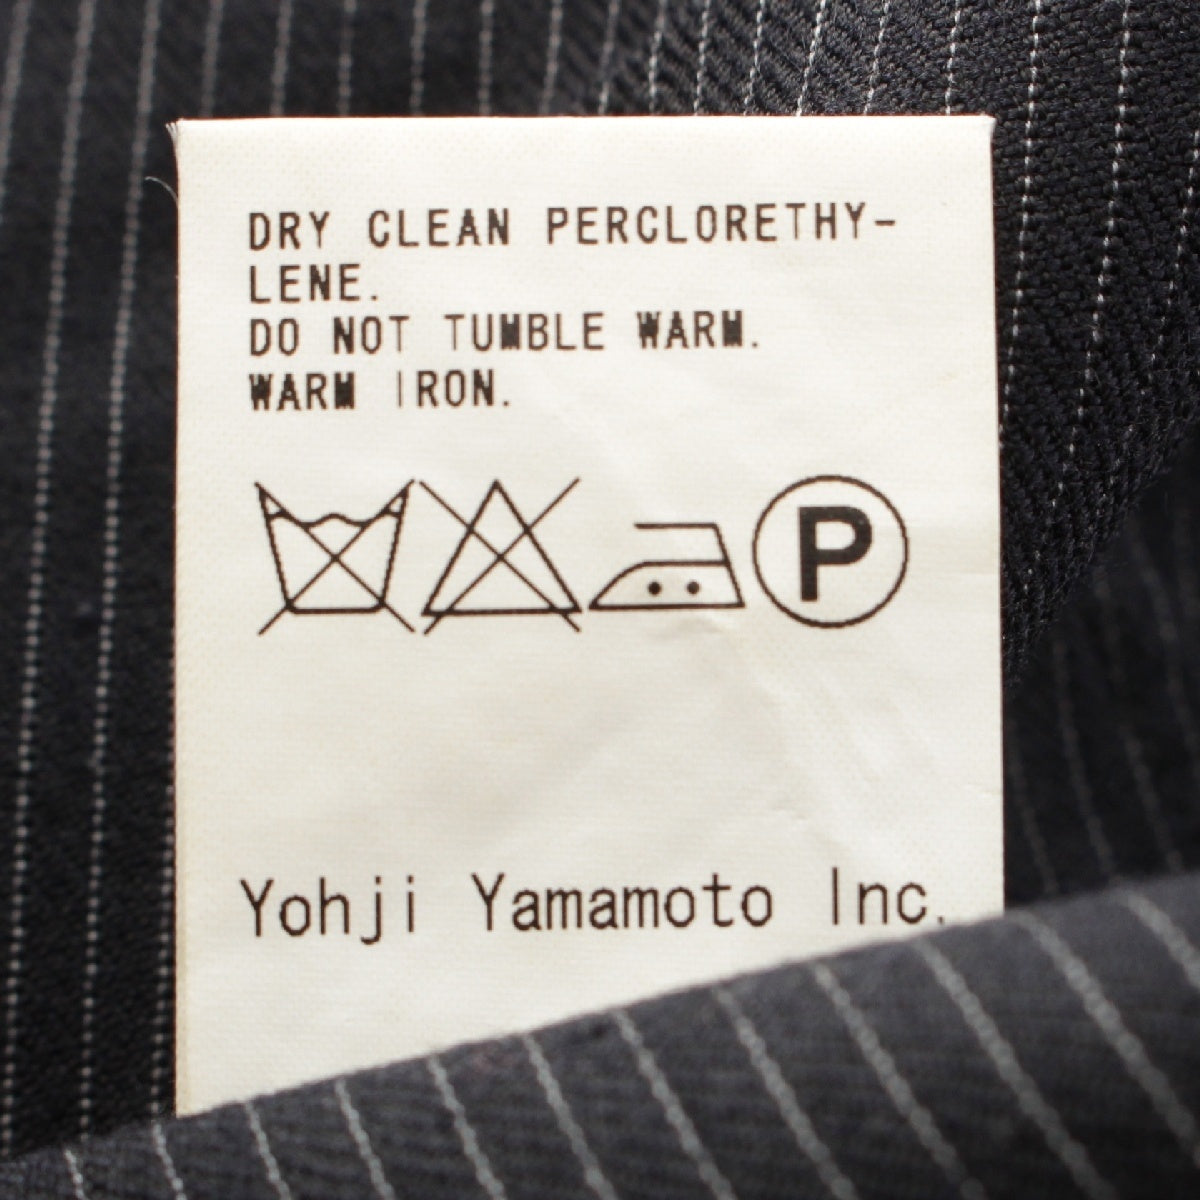 DRY CLEAN PERCLORETHY-
LENE.
DO NOT TUMBLE WARM.
WARM IRON.
P
Yohji Yamamoto Inc.